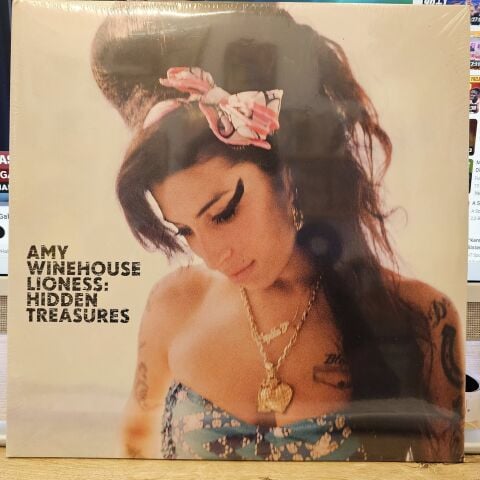 AMY
WINEHOUSE
LIONESS:
HIDDEN
TREASURES